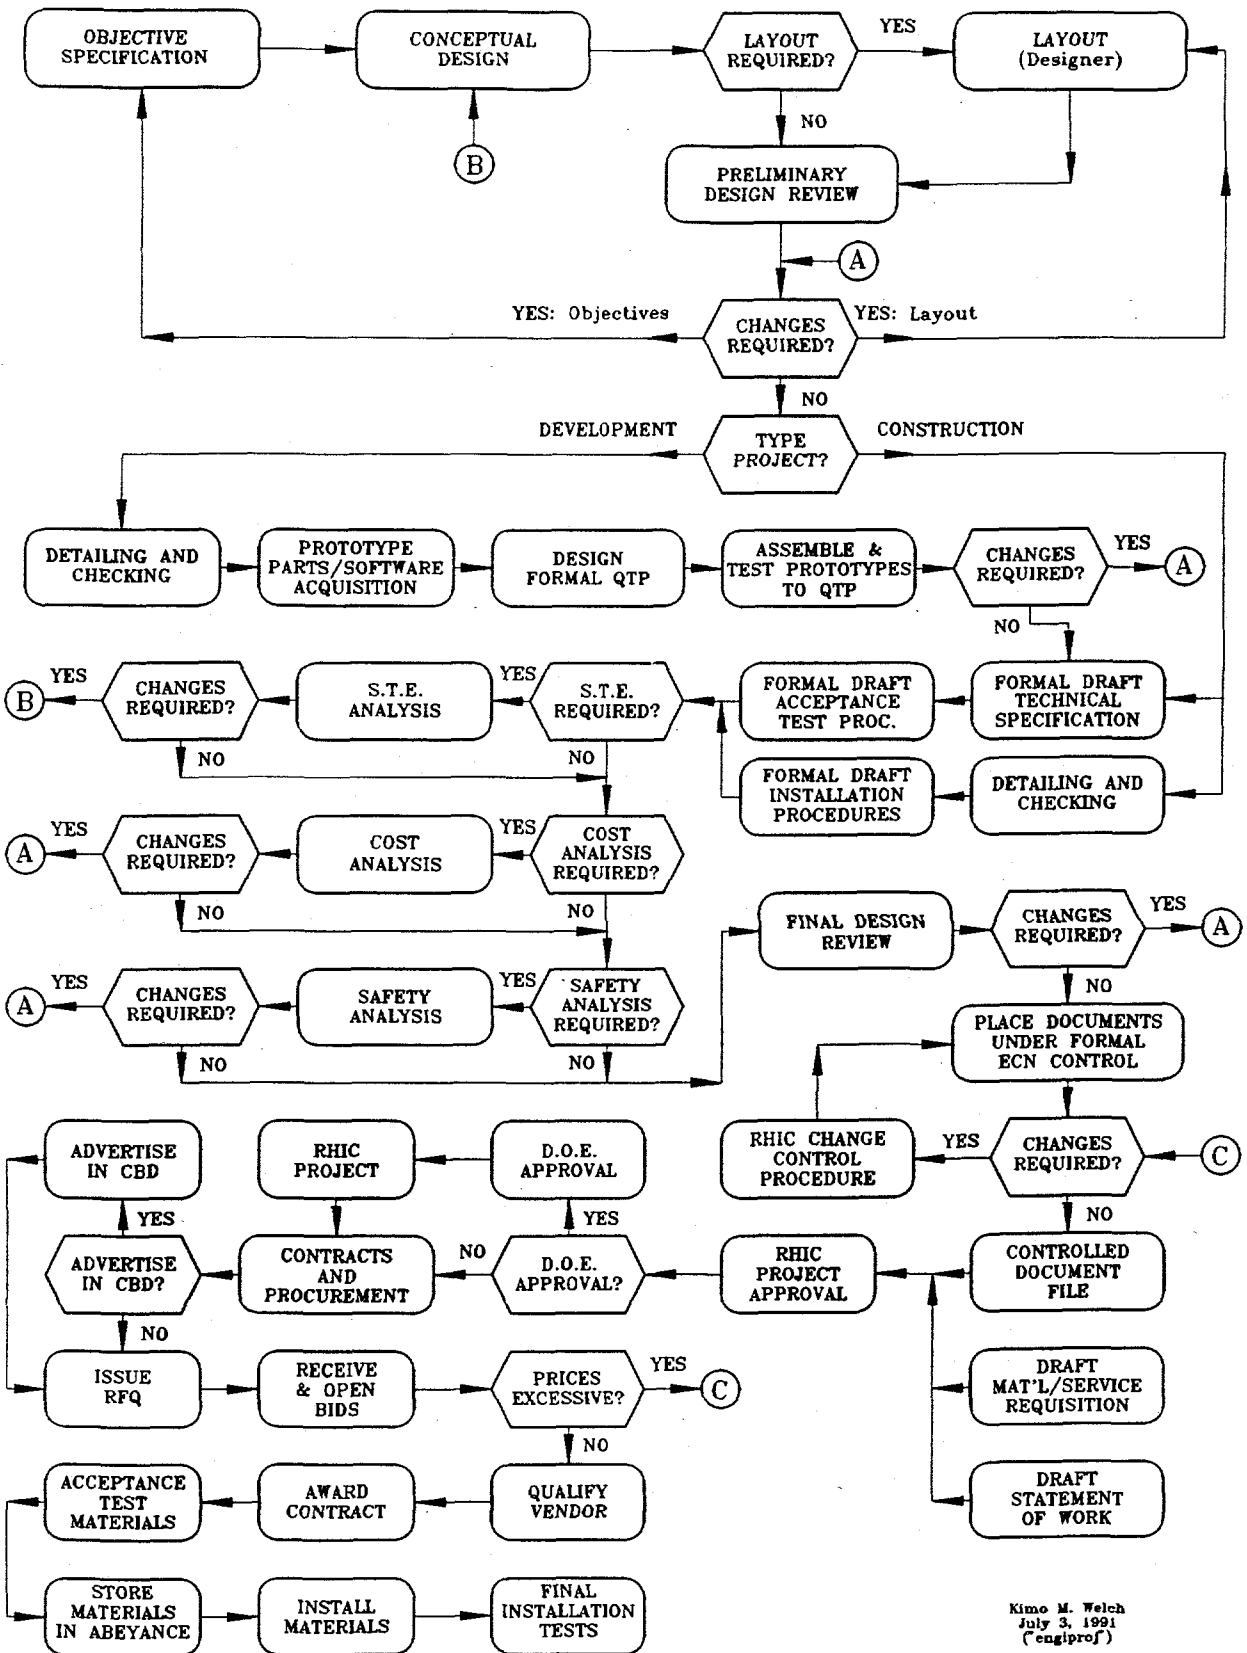 OBJECTIVE
SPECIFICATION
CONCEPTUAL
DESIGN
LAYOUT
REQUIRED?
YES
LAYOUT
(Designer)
NO
B
PRELIMINARY
DESIGN REVIEW
A
YES: Objectives
CHANGES
REQUIRED?
YES: Layout
NO
DEVELOPMENT
TYPE
PROJECT?
CONSTRUCTION
DETAILING AND
CHECKING
PROTOTYPE
PARTS/SOFTWARE
ACQUISITION
DESIGN
FORMAL QTP
ASSEMBLE &
TEST PROTOTYPES
TO QTP
CHANGES
REQUIRED?
YES
A
NO
B
YES
CHANGES
REQUIRED?
S.T.E.
ANALYSIS
YES
S.T.E.
REQUIRED?
FORMAL DRAFT
ACCEPTANCE
TEST PROC.
FORMAL DRAFT
TECHNICAL
SPECIFICATION
NO
NO
FORMAL DRAFT
INSTALLATION
PROCEDURES
DETAILING AND
CHECKING
A
YES
CHANGES
REQUIRED?
COST
ANALYSIS
YES
COST
ANALYSIS
REQUIRED?
NO
NO
FINAL DESIGN
REVIEW
CHANGES
REQUIRED?
YES
A
NO
A
YES
CHANGES
REQUIRED?
SAFETY
ANALYSIS
YES
SAFETY
ANALYSIS
REQUIRED?
NO
NO
PLACE DOCUMENTS
UNDER FORMAL
ECN CONTROL
ADVERTISE
IN CBD
RHIC
PROJECT
D.O.E.
APPROVAL
RHIC CHANGE
CONTROL
PROCEDURE
YES
CHANGES
REQUIRED?
C
YES
YES
NO
ADVERTISE
IN CBD?
CONTRACTS
AND
PROCUREMENT
NO
D.O.E.
APPROVAL?
RHIC
PROJECT
APPROVAL
CONTROLLED
DOCUMENT
FILE
NO
ISSUE
RFQ
RECEIVE
& OPEN
BIDS
PRICES
EXCESSIVE?
YES
C
DRAFT
MAT'L/SERVICE
REQUISITION
NO
ACCEPTANCE
TEST
MATERIALS
AWARD
CONTRACT
QUALIFY
VENDOR
DRAFT
STATEMENT
OF WORK
STORE
MATERIALS
IN ABEYANCE
INSTALL
MATERIALS
FINAL
INSTALLATION
TESTS
Kimo M. Welch
July 3, 1991
("engiprof")